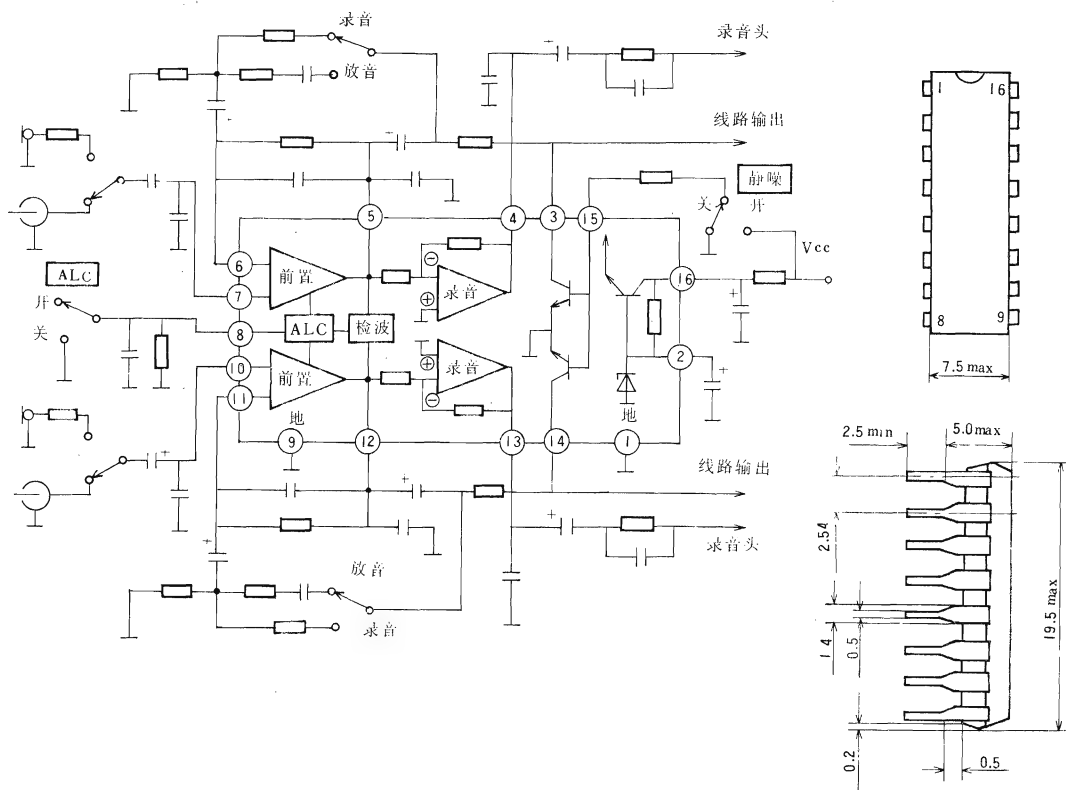 录音
放音
录音头
线路输出
静噪
关
开
Vcc
ALC
开
关
5
4
3
15
6
7
8
10
11
16
2
前置
录音
ALC
检波
前置
录音
地
9
12
13
14
地
1
线路输出
录音头
放音
录音
1
16
8
9
7.5 max
2.5 min
5.0 max
2.54
1.4
0.5
19.5 max
0.2
0.5